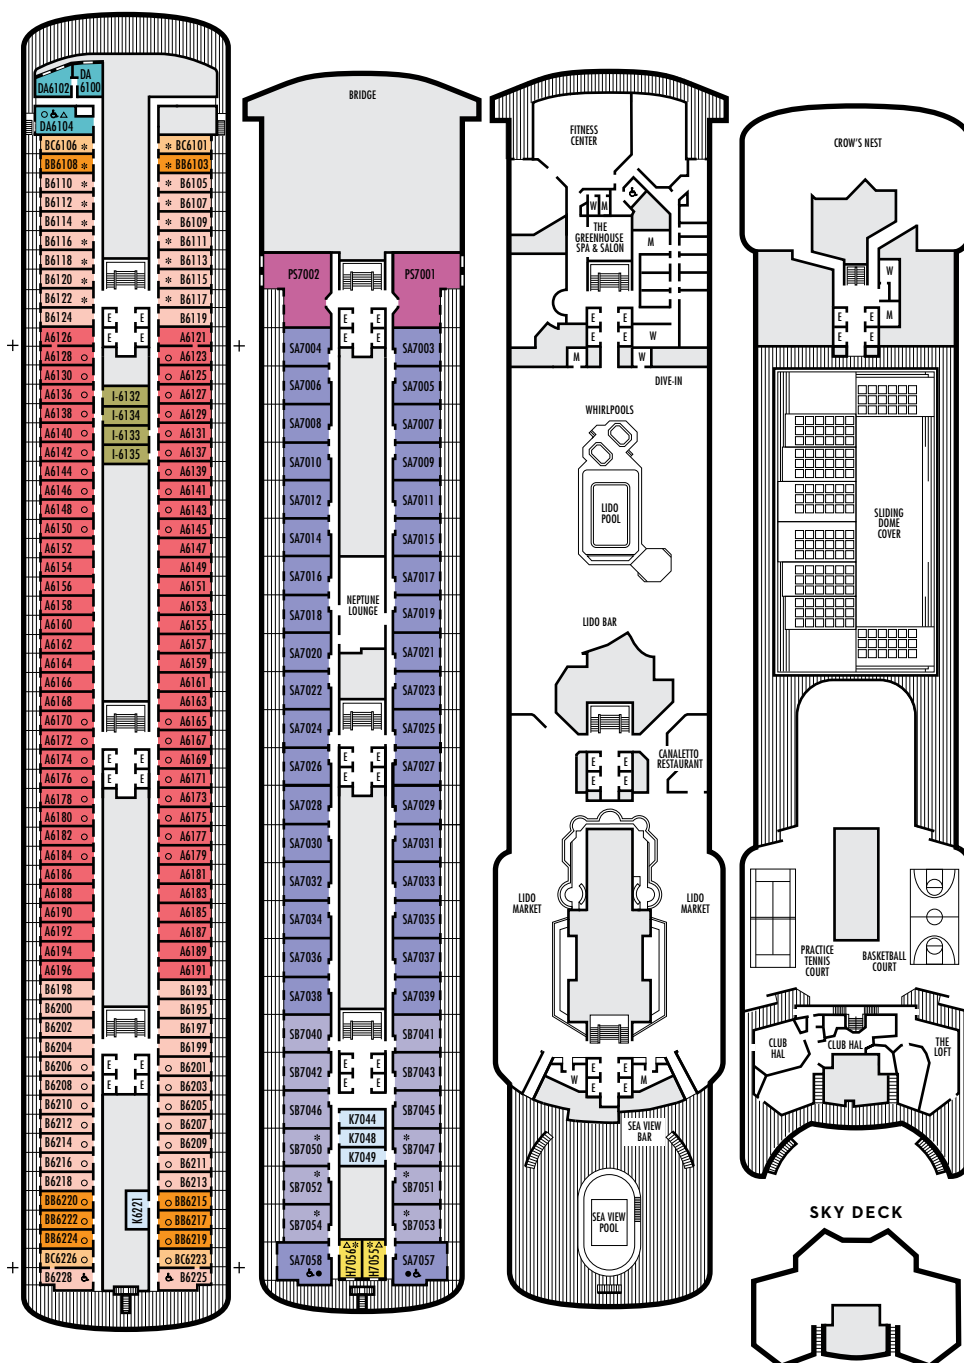 DA6102
DA
6100
DA6104
BC6106
BB6108
B6110
B6112
B6114
B6116
B6118
B6120
B6122
B6124
A6126
A6128
A6130
A6136
A6138
A6140
A6142
A6144
A6146
A6148
A6150
A6152
A6154
A6156
A6158
A6160
A6162
A6164
A6166
A6168
A6170
A6172
A6174
A6176
A6178
A6180
A6182
A6184
A6186
A6188
A6190
A6192
A6194
A6196
B6198
B6200
B6202
B6204
B6206
B6208
B6210
B6212
B6214
B6216
B6218
BB6220
BB6222
BB6224
BC6226
B6228
E E
E E
I-6132
I-6134
I-6133
I-6135
E E
E E
E E
E E
K6221
BC6101
BB6103
B6105
B6107
B6109
B6111
B6113
B6115
B6117
B6119
A6121
A6123
A6125
A6127
A6129
A6131
A6137
A6139
A6141
A6143
A6145
A6147
A6149
A6151
A6153
A6155
A6157
A6159
A6161
A6163
A6165
A6167
A6169
A6171
A6173
A6175
A6177
A6179
A6181
A6183
A6185
A6187
A6189
A6191
B6193
B6195
B6197
B6199
B6201
B6203
B6205
B6207
B6209
B6211
B6213
BB6215
BB6217
BB6219
BC6223
B6225
BRIDGE
PS7002
PS7001
E E
E E
SA7004
SA7006
SA7008
SA7010
SA7012
SA7014
SA7016
SA7018
SA7020
SA7022
SA7024
SA7026
SA7028
SA7030
SA7032
SA7034
SA7036
SA7038
SB7040
SB7042
SB7046
SB7050
SB7052
SB7054
SA7058
NEPTUNE
LOUNGE
E E
E E
E E
E E
K7044
K7048
K7049
H7056
H7055
SA7003
SA7005
SA7007
SA7009
SA7011
SA7015
SA7017
SA7019
SA7021
SA7023
SA7025
SA7027
SA7029
SA7031
SA7033
SA7035
SA7037
SA7039
SB7041
SB7043
SB7045
SB7047
SB7051
SB7053
SA7057
FITNESS
CENTER
W M
THE
GREENHOUSE
SPA & SALON
M
E E
E E
W
M
W
DIVE-IN
WHIRLPOOLS
LIDO
POOL
LIDO BAR
CANALETTO
RESTAURANT
E E
E E
LIDO
MARKET
LIDO
MARKET
W
E E
E E
M
SEA VIEW
BAR
SEA VIEW
POOL
CROW'S NEST
W
M
E E
E E
SLIDING
DOME
COVER
PRACTICE
TENNIS
COURT
BASKETBALL
COURT
CLUB
HAL
CLUB HAL
THE
LOFT
SKY DECK